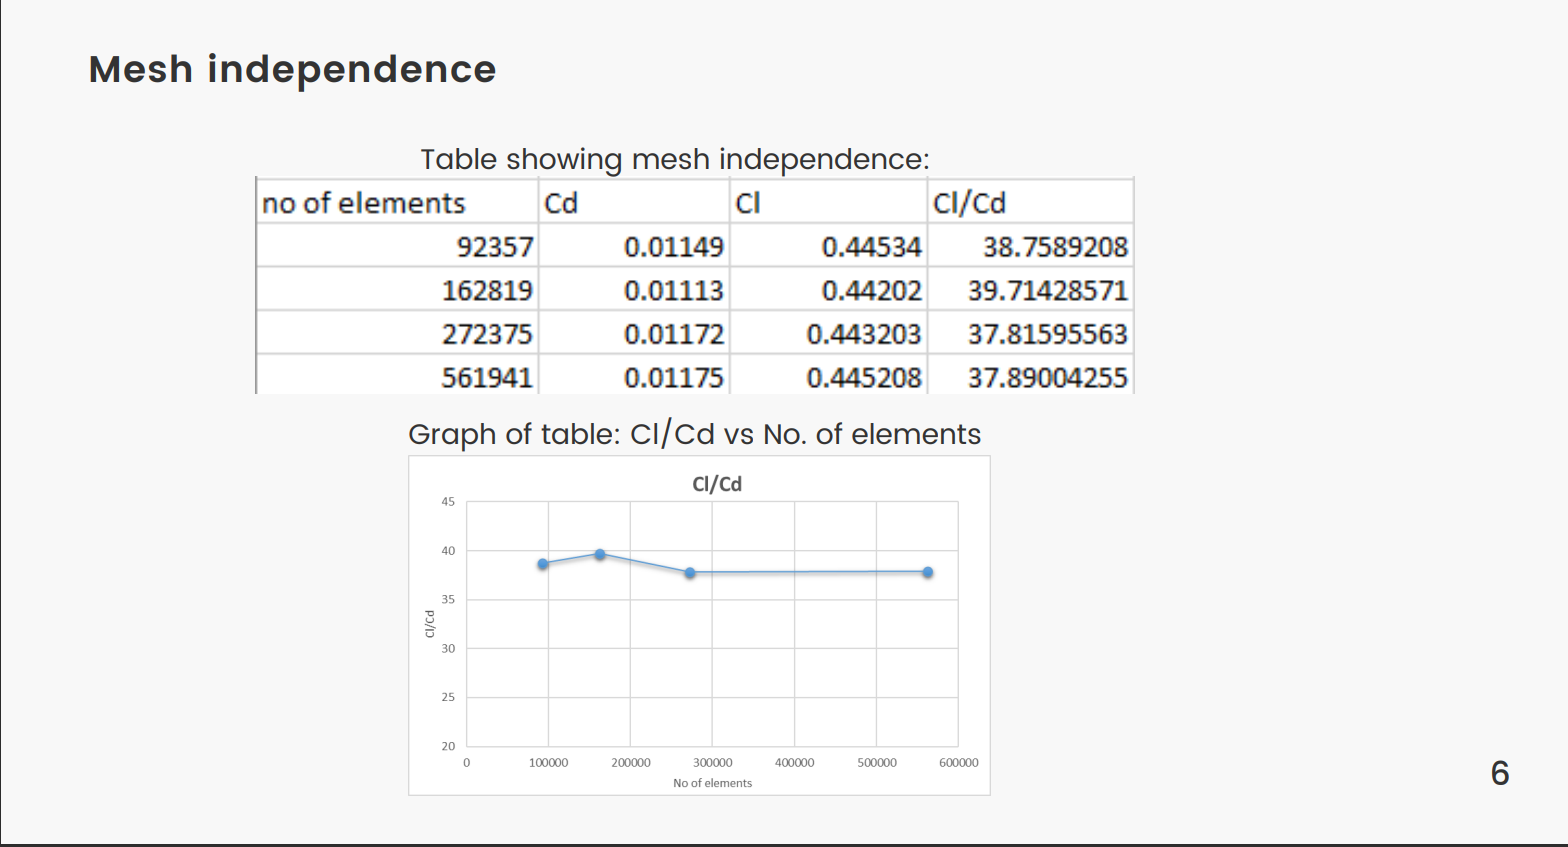 Mesh independence
Table showing mesh independence:
no of elements Cd Cl Cl/Cd
92357 0.01149 0.44534 38.7589208
162819 0.01113 0.44202 39.71428571
272375 0.01172 0.443203 37.81595563
561941 0.01175 0.445208 37.89004255
Graph of table: Cl/Cd vs No. of elements
Cl/Cd
45
40
35
30
25
20
Cl/Cd
0 100000 200000 300000 400000 500000 600000
No of elements
6